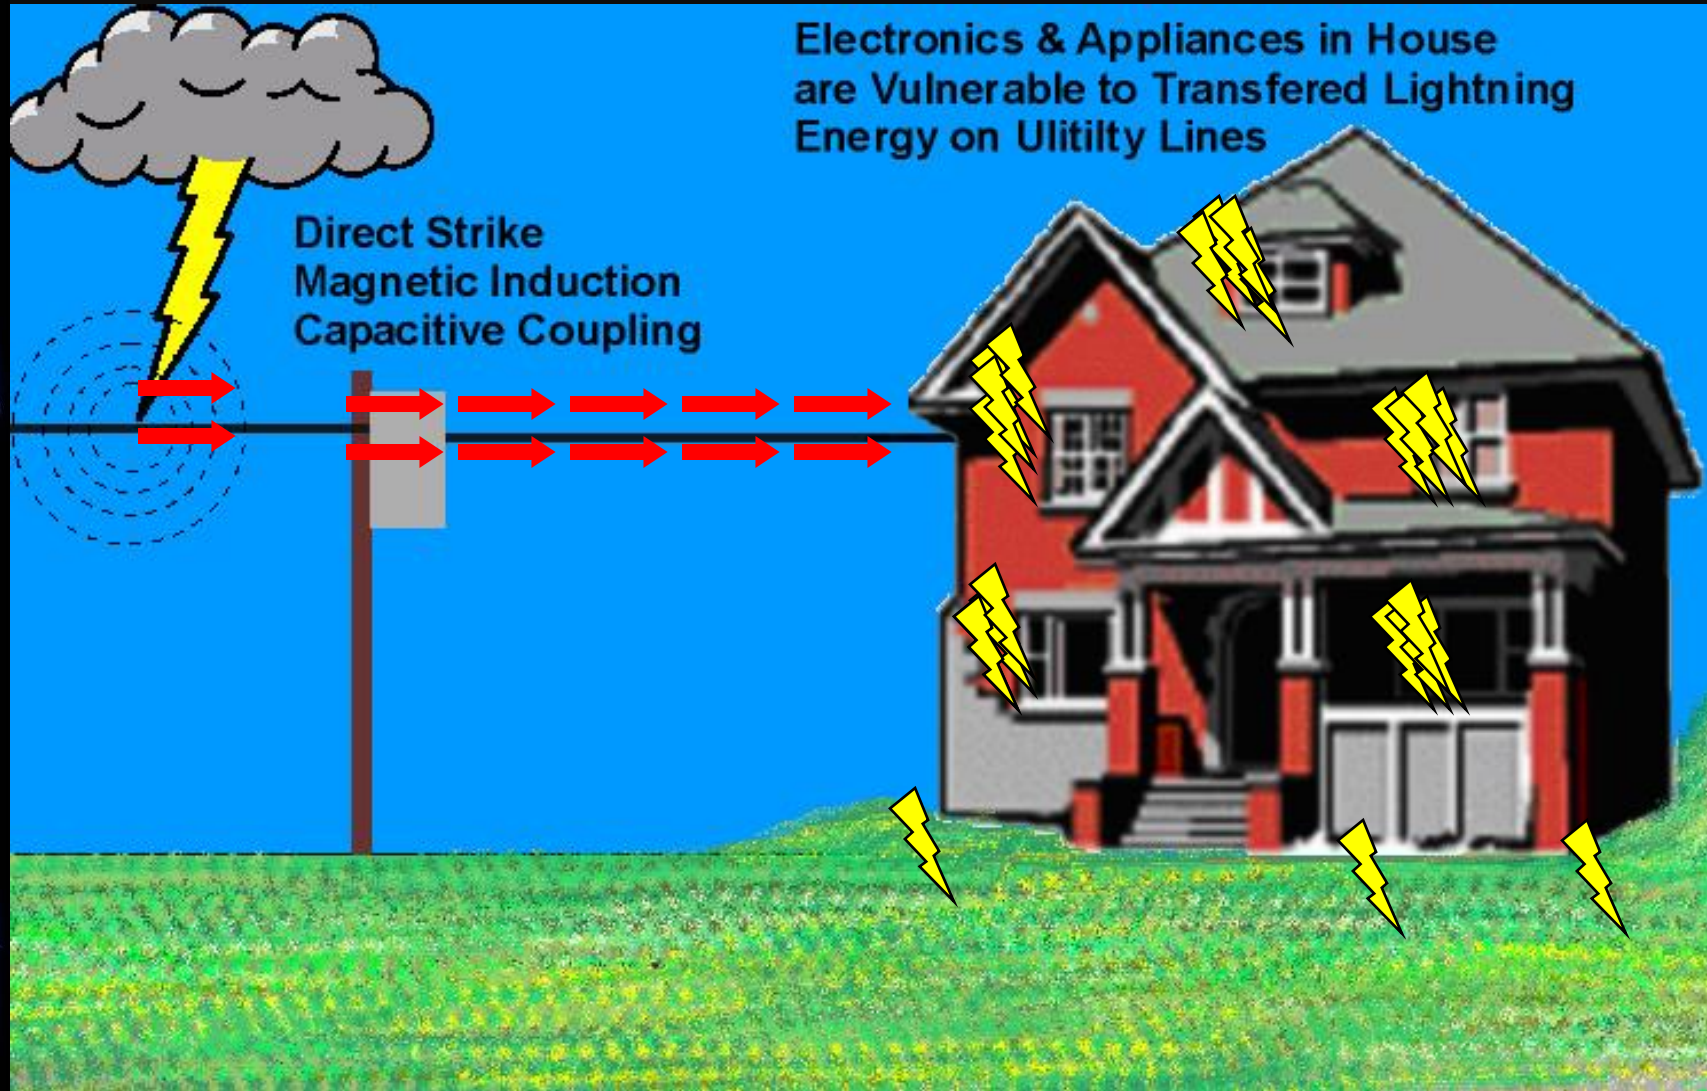 Electronics & Appliances in House
are Vulnerable to Transfered Lightning
Energy on Ulitilty Lines
Direct Strike
Magnetic Induction
Capacitive Coupling